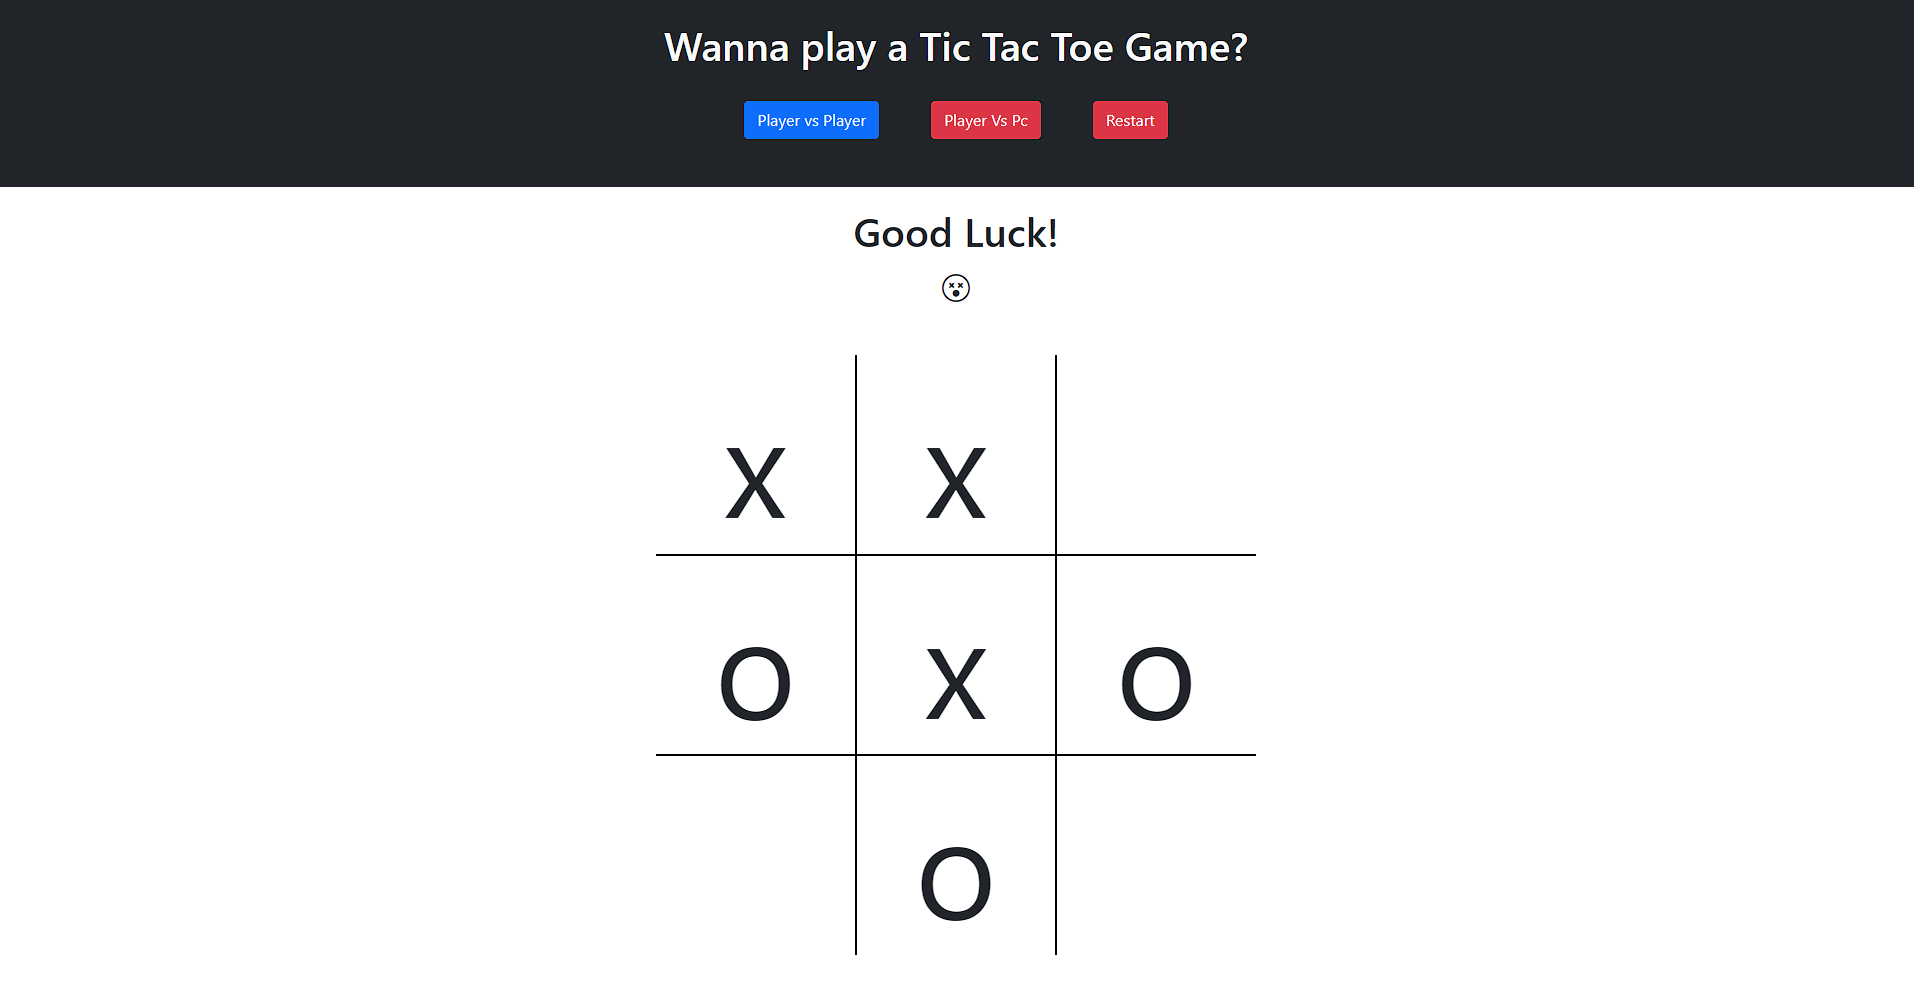 Wanna play a Tic Tac Toe Game?
Player vs Player Player Vs Pc Restart
Good Luck!
X X
O X O
O